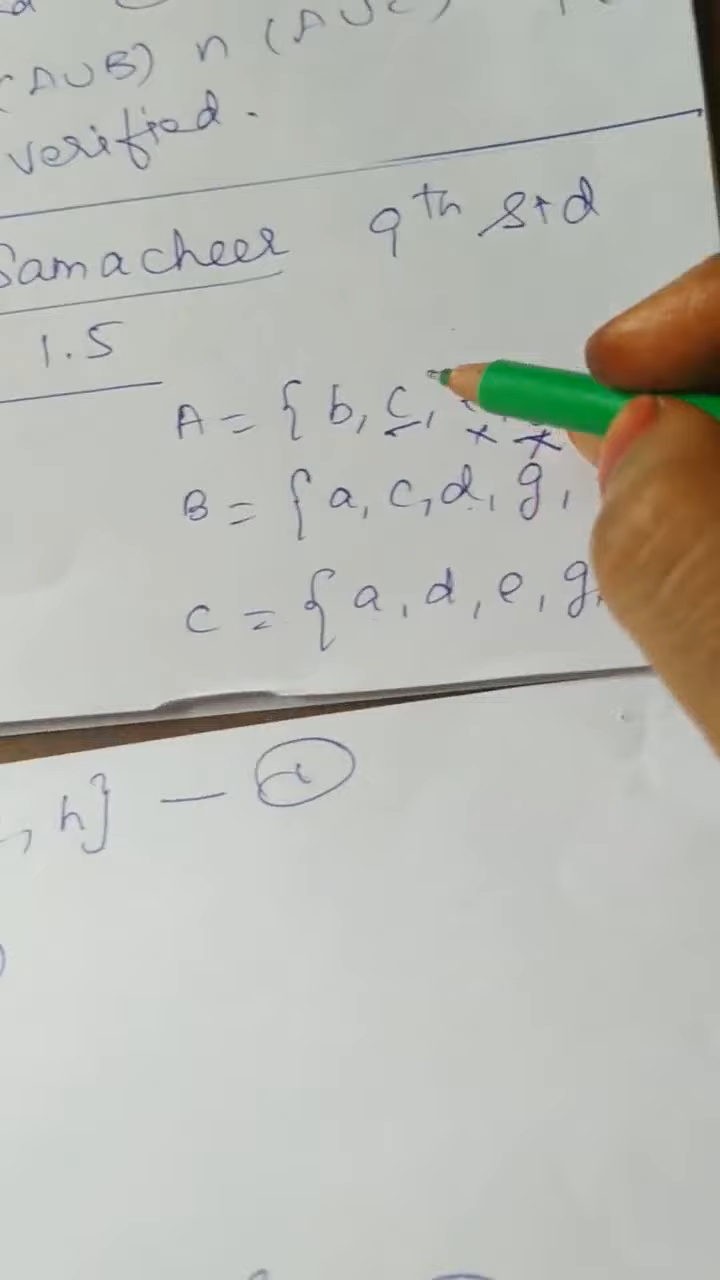 (A∪B) ∩ (A∪C)
verified.
Samacheer 9th std
1.5
A = { b, c,
B = { a, c, d, g,
C = { a, d, e, g,
, h} —